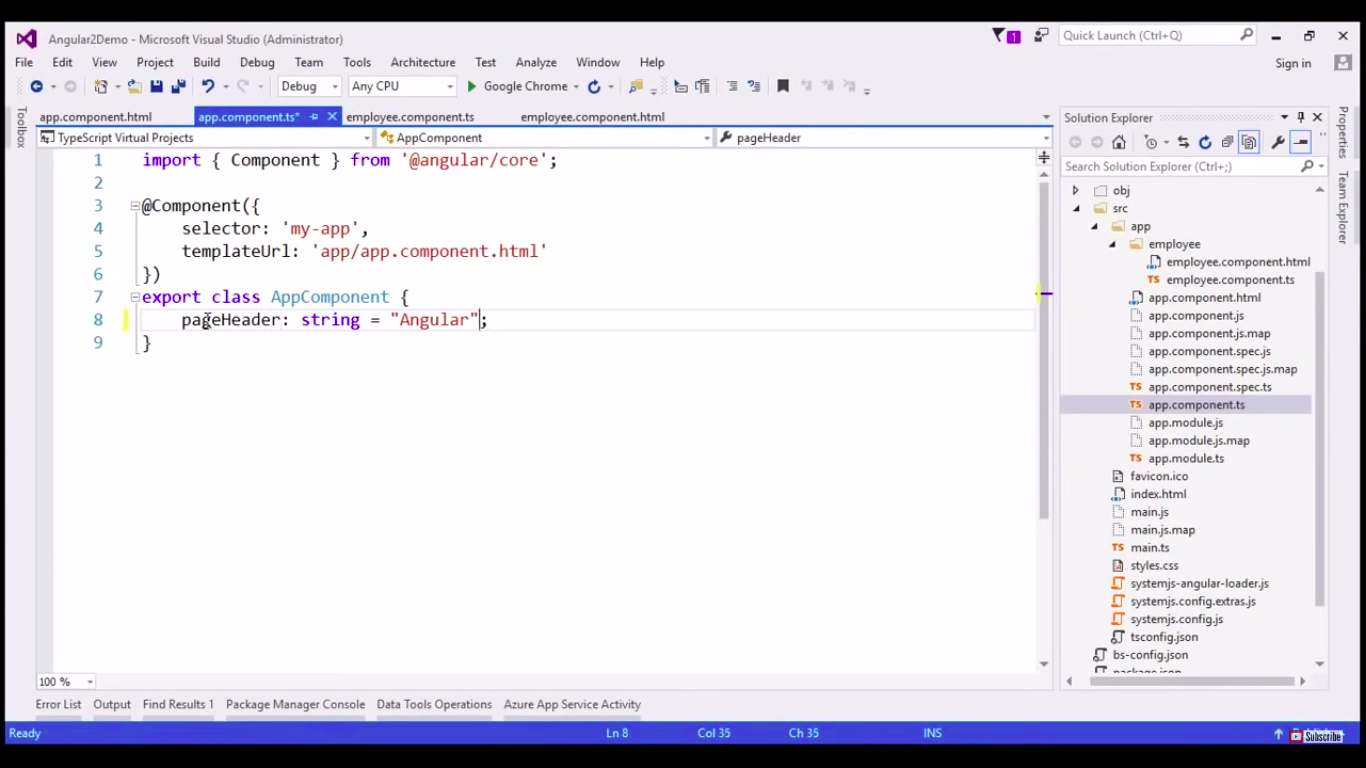 Angular2Demo - Microsoft Visual Studio (Administrator)
1
Quick Launch (Ctrl+Q)
File Edit View Project Build Debug Team Tools Architecture Test Analyze Window Help
Sign in
Debug Any CPU Google Chrome
Toolbox
app.component.html app.component.ts* employee.component.ts employee.component.html
TypeScript Virtual Projects AppComponent pageHeader
1 import { Component } from '@angular/core';
2
3 @Component({
4 selector: 'my-app',
5 templateUrl: 'app/app.component.html'
6 })
7 export class AppComponent {
8 pageHeader: string = "Angular";
9 }
100 %
Solution Explorer
Search Solution Explorer (Ctrl+;)
obj
src
app
employee
employee.component.html
employee.component.ts
app.component.html
app.component.js
app.component.js.map
app.component.spec.js
app.component.spec.js.map
app.component.spec.ts
app.component.ts
app.module.js
app.module.js.map
app.module.ts
favicon.ico
index.html
main.js
main.js.map
main.ts
styles.css
systemjs-angular-loader.js
systemjs.config.extras.js
systemjs.config.js
tsconfig.json
bs-config.json
package.json
Properties
Team Explorer
Error List Output Find Results 1 Package Manager Console Data Tools Operations Azure App Service Activity
Ready Ln 8 Col 35 Ch 35 INS
Subscribe